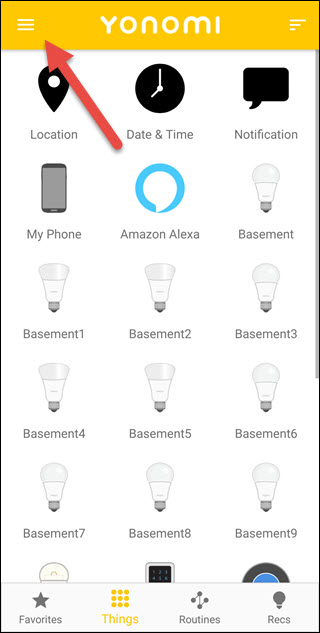 YONOMI
Location Date & Time Notification
My Phone Amazon Alexa Basement
Basement1 Basement2 Basement3
Basement4 Basement5 Basement6
Basement7 Basement8 Basement9
Favorites Things Routines Recs